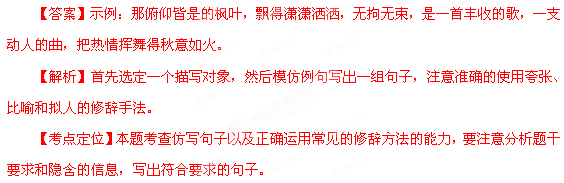 【答案】示例：那俯仰皆是的枫叶，飘得潇潇洒洒，无拘无束，是一首丰收的歌，一支
动人的曲，把热情挥舞得秋意如火。
【解析】首先选定一个描写对象，然后模仿例句写出一组句子，注意准确的使用夸张、
比喻和拟人的修辞手法。
【考点定位】本题考查仿写句子以及正确运用常见的修辞方法的能力，要注意分析题干
要求和隐含的信息，写出符合要求的句子。